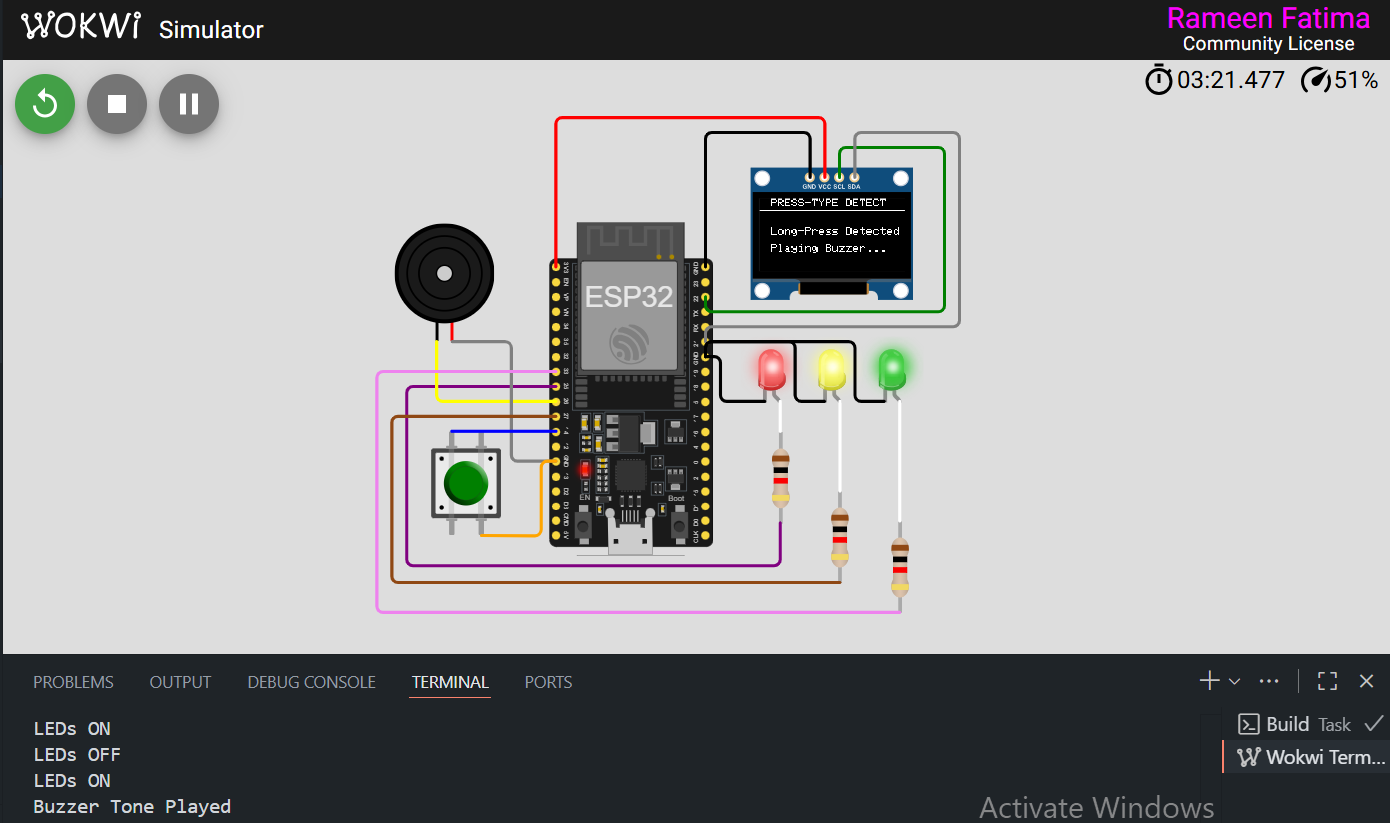 WOKWI Simulator
Rameen Fatima
Community License
03:21.477 51%
GND VCC SCL SDA
PRESS-TYPE DETECT
Long-Press Detected
Playing Buzzer...
ESP32
EN
Boot
PROBLEMS OUTPUT DEBUG CONSOLE TERMINAL PORTS
LEDs ON
LEDs OFF
LEDs ON
Buzzer Tone Played
Build Task
Wokwi Term...
Activate Windows